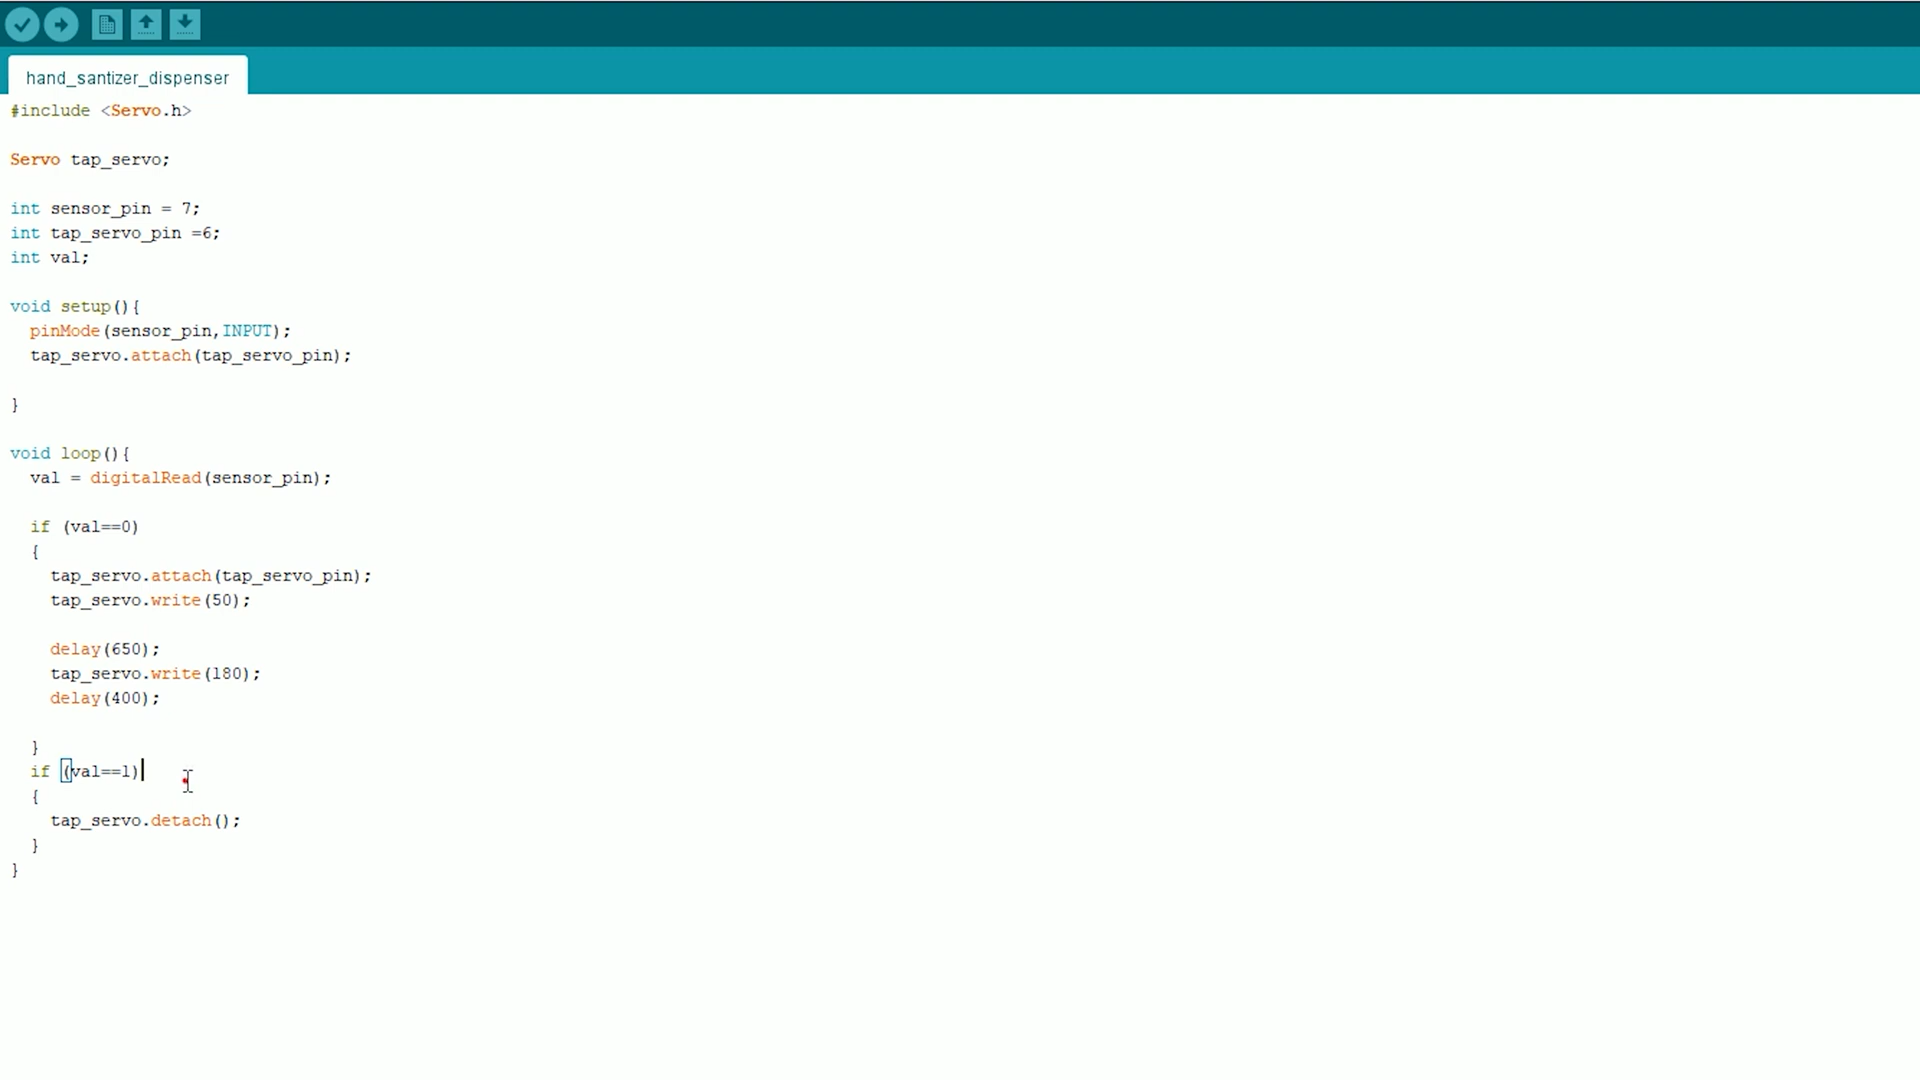 hand_santizer_dispenser
#include <Servo.h>
Servo tap_servo;
int sensor_pin = 7;
int tap_servo_pin =6;
int val;
void setup(){
pinMode(sensor_pin,INPUT);
tap_servo.attach(tap_servo_pin);
}
void loop(){
val = digitalRead(sensor_pin);
if (val==0)
{
tap_servo.attach(tap_servo_pin);
tap_servo.write(50);
delay(650);
tap_servo.write(180);
delay(400);
}
if (val==1)
{
tap_servo.detach();
}
}